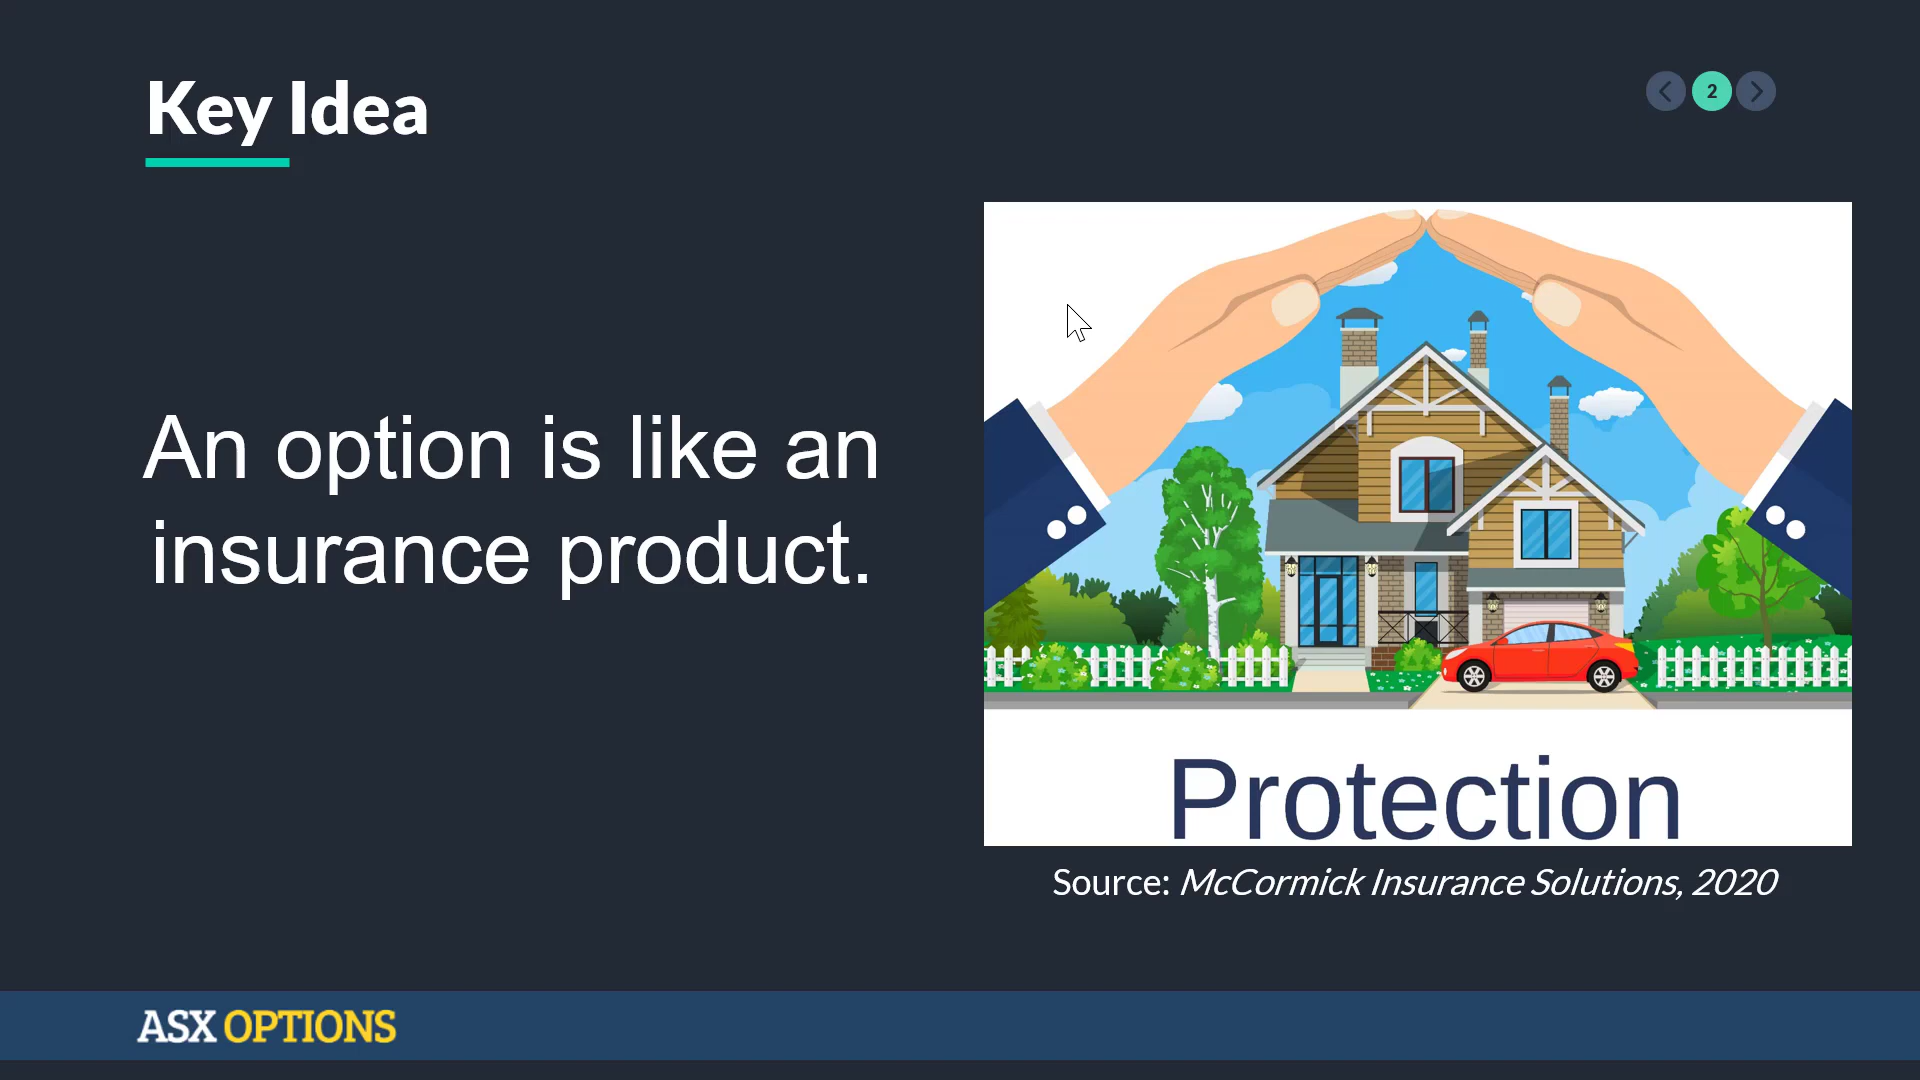 Key Idea
2
An option is like an
insurance product.
Protection
Source: McCormick Insurance Solutions, 2020
ASX OPTIONS